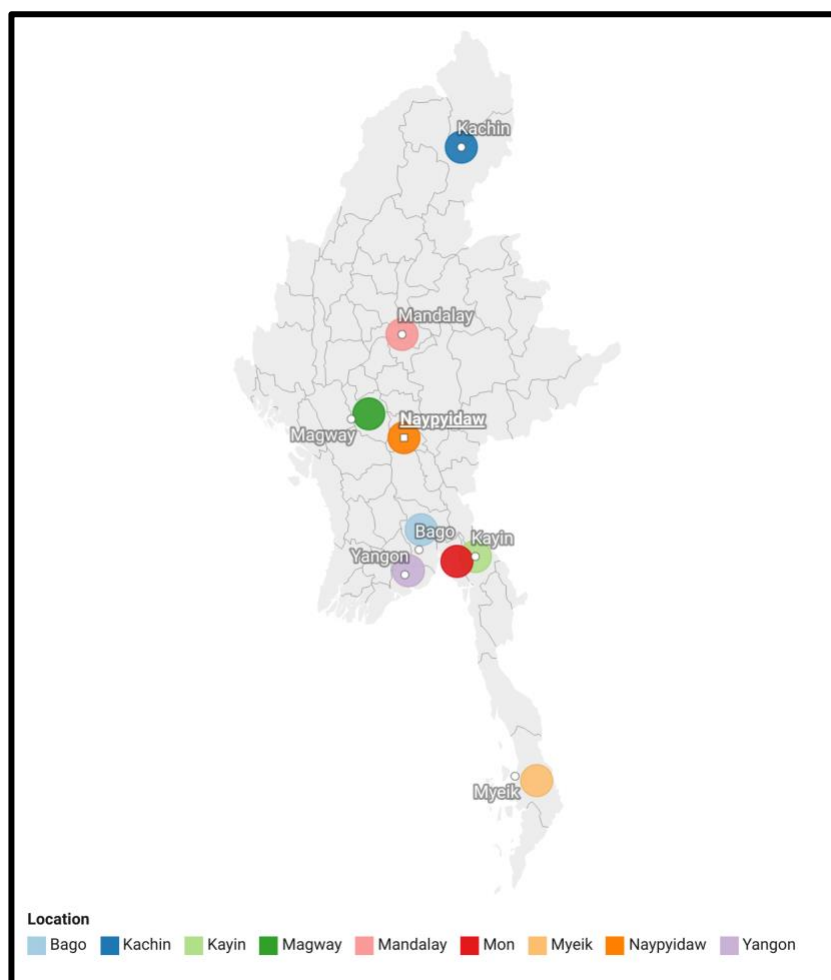 Kachin
Mandalay
Naypyidaw
Magway
Bago
Kayin
Yangon
Myeik
Location
Bago Kachin Kayin Magway Mandalay Mon Myeik Naypyidaw Yangon